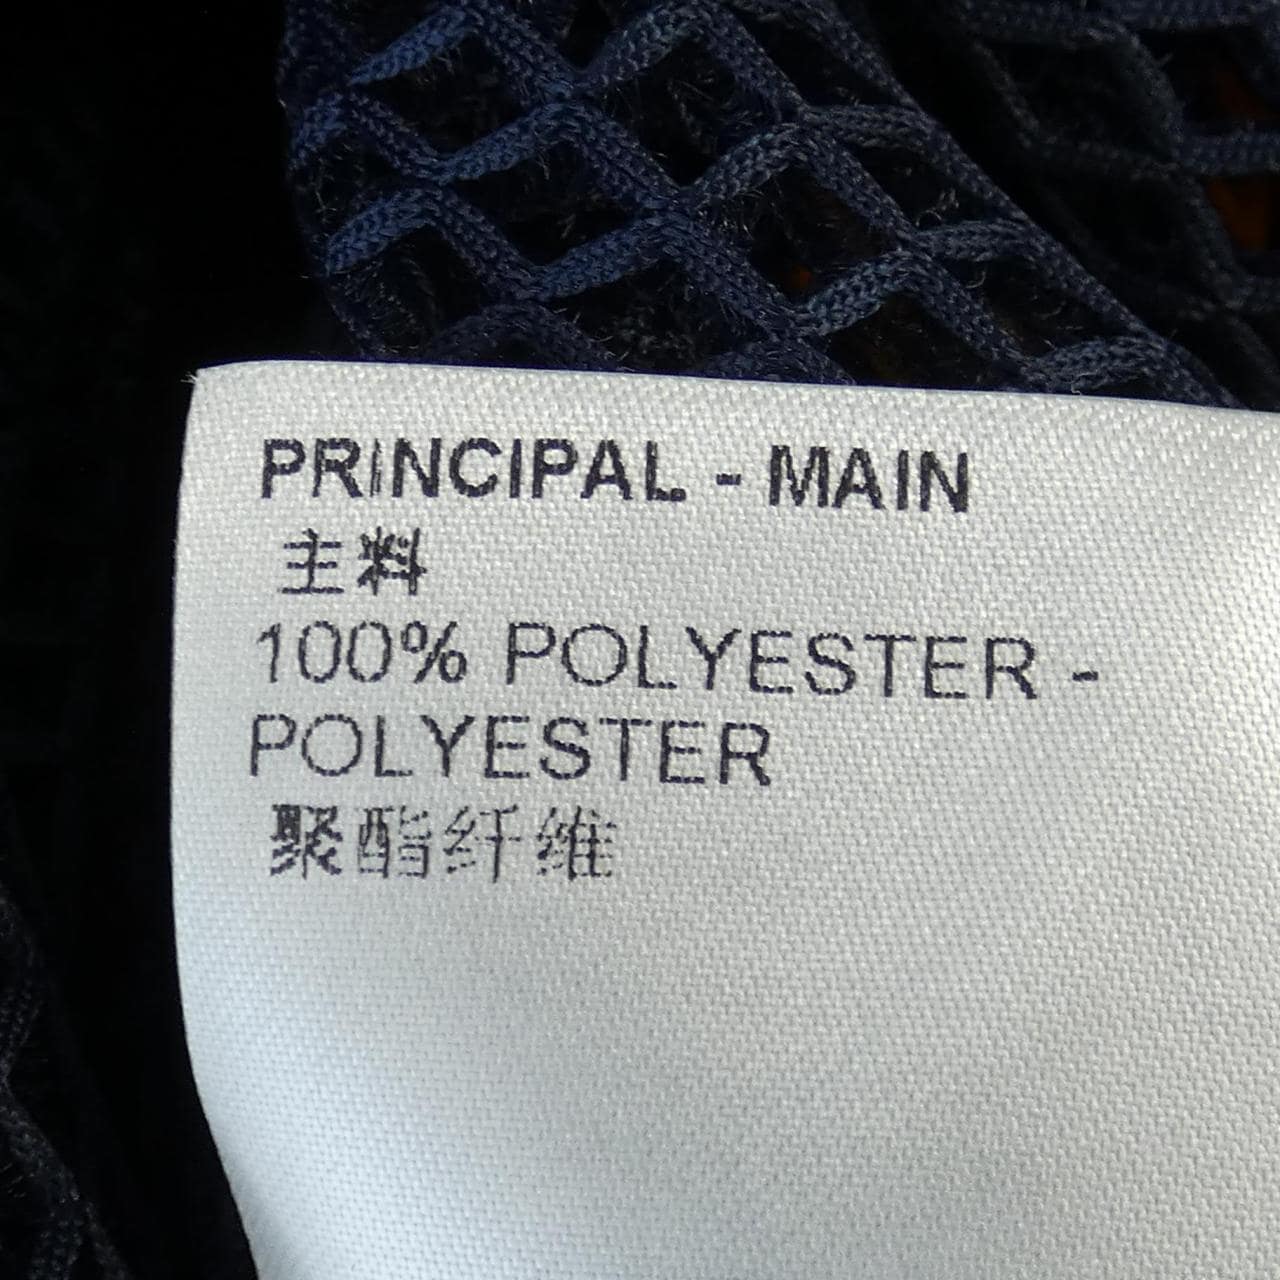 PRINCIPAL - MAIN
主料
100% POLYESTER -
POLYESTER
聚酯纤维